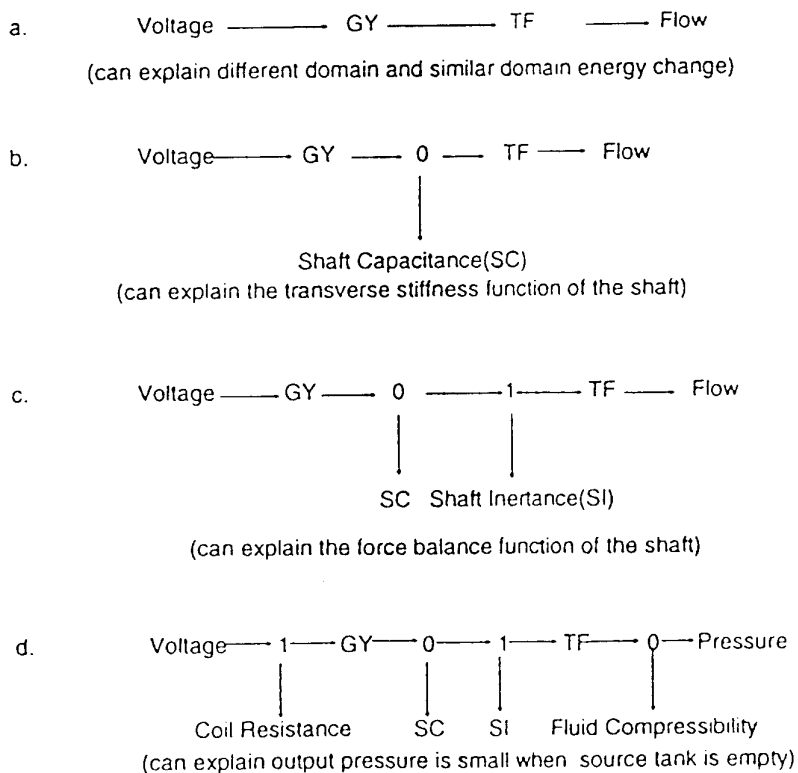 a. Voltage GY TF Flow
(can explain different domain and similar domain energy change)
b. Voltage GY 0 TF Flow
Shaft Capacitance(SC)
(can explain the transverse stiffness function of the shaft)
c. Voltage GY 0 1 TF Flow
SC Shaft Inertance(SI)
(can explain the force balance function of the shaft)
d. Voltage 1 GY 0 1 TF 0 Pressure
Coil Resistance SC SI Fluid Compressibility
(can explain output pressure is small when source tank is empty)